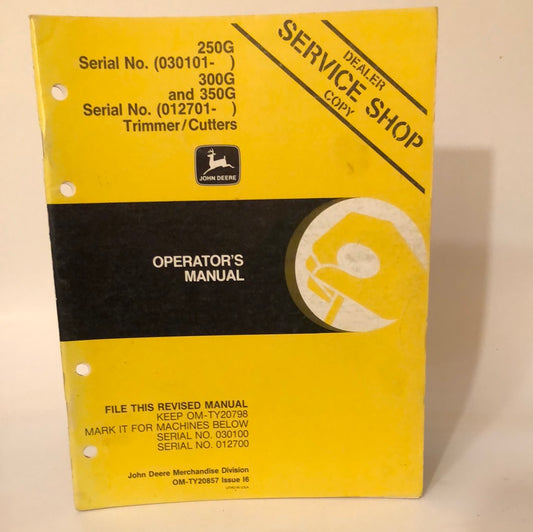 250G
Serial No. (030101-    )
300G
and 350G
Serial No. (012701-    )
Trimmer/Cutters
DEALER
SERVICE SHOP
COPY
JOHN DEERE
OPERATOR'S
MANUAL
FILE THIS REVISED MANUAL
KEEP OM-TY20798
MARK IT FOR MACHINES BELOW
SERIAL NO. 030100
SERIAL NO. 012700
John Deere Merchandise Division
OM-TY20857 Issue I6